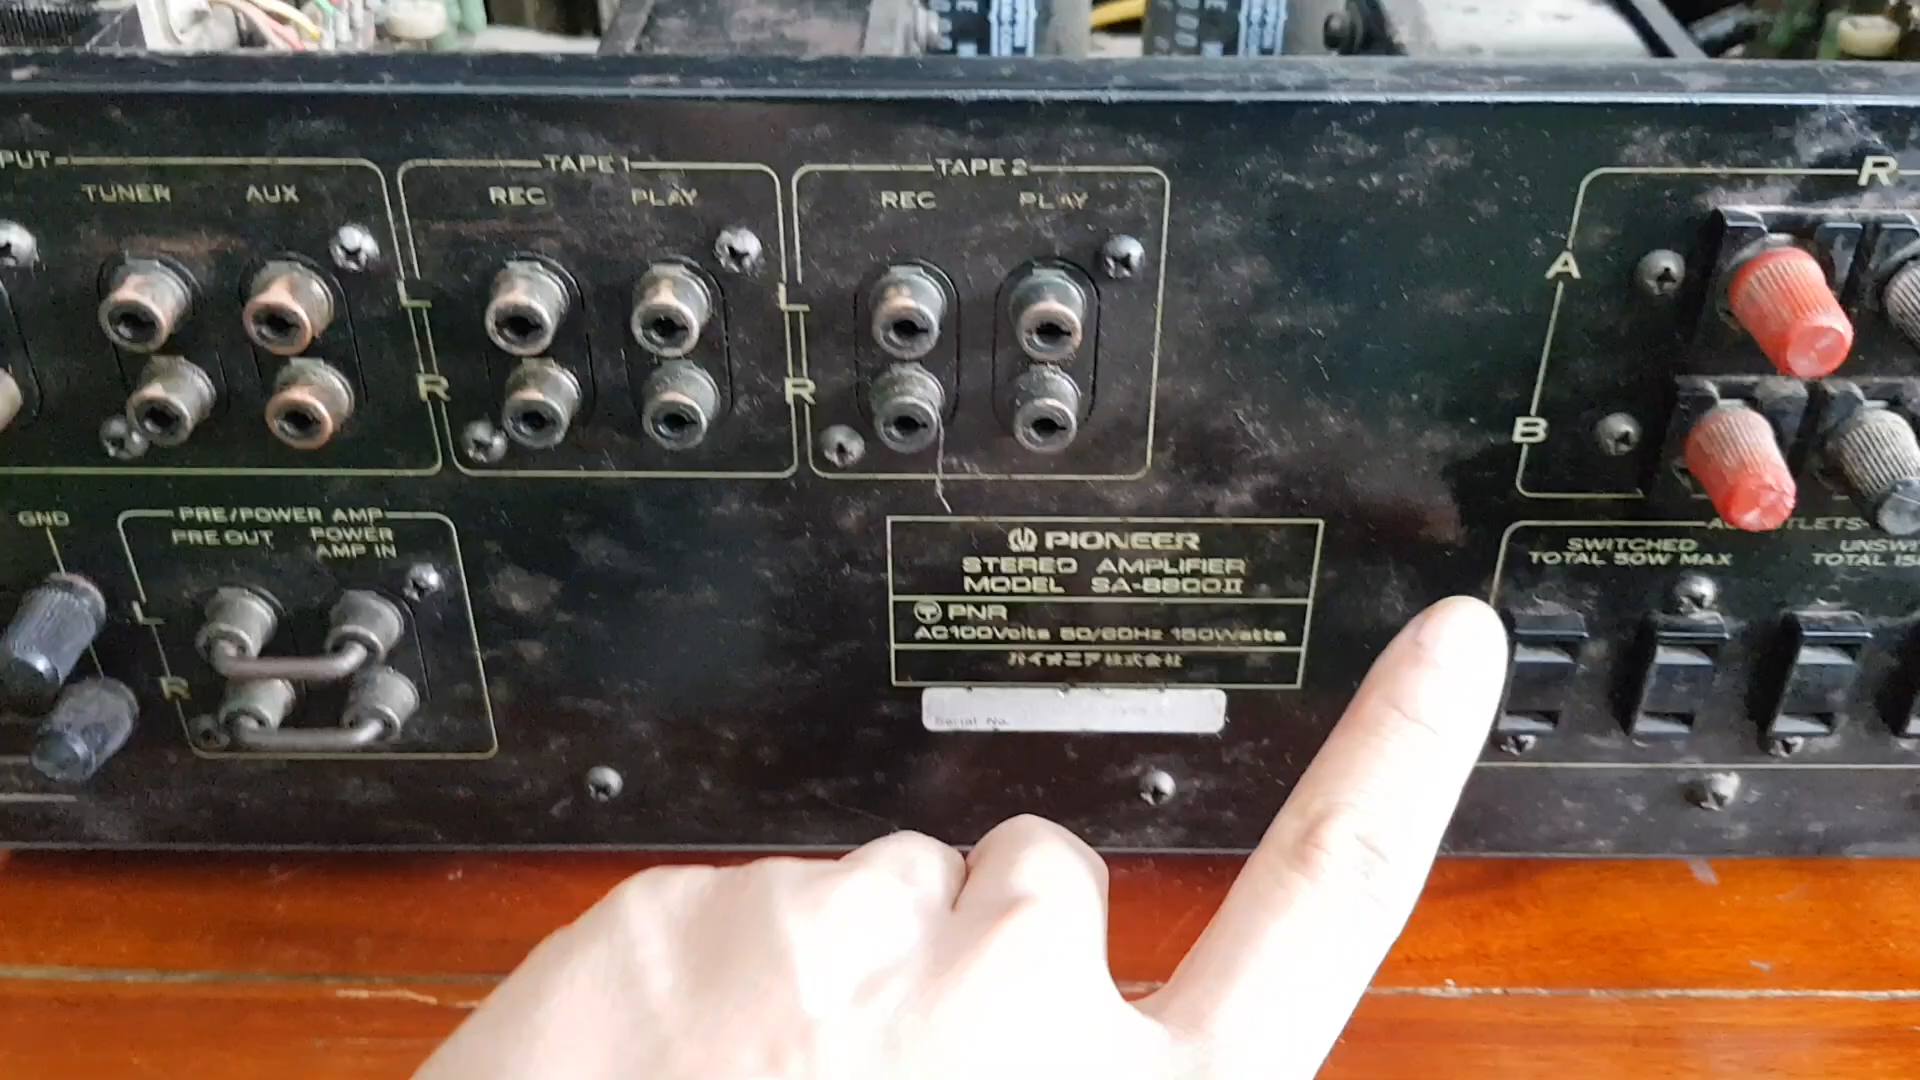 PUT
TAPE 1
TAPE 2
R
TUNER
AUX
REC
PLAY
REC
PLAY
L
L
A
R
R
B
GND
PRE/POWER AMP
PRE OUT
POWER
AMP IN
L
R
PIONEER
STEREO AMPLIFIER
MODEL SA-8800II
PNR
AC100Volts 50/60Hz 150Watts
パイオニア株式会社
Serial No.
SWITCHED
TOTAL 50W MAX
UNSWI
TOTAL 15